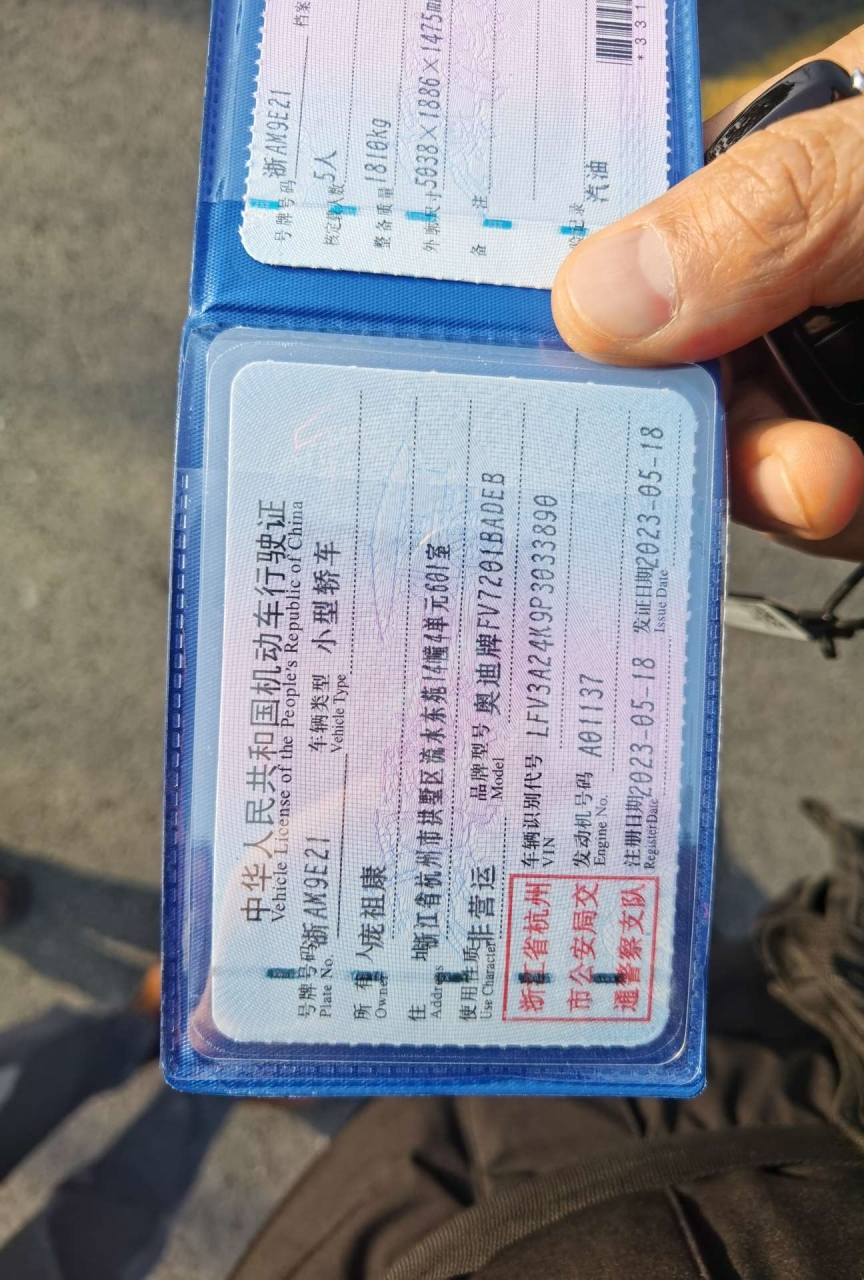 中华人民共和国机动车行驶证
Vehicle License of the People's Republic of China
号牌号码 浙AM9E21 车辆类型 小型轿车
Plate No. Vehicle Type
所有人 庞祖康
Owner
住 浙江省杭州市拱墅区流水东苑14幢4单元601室
Address
使用性质 非营运 品牌型号 奥迪牌FV7201BADEB
Use Character Model
浙江省杭州 车辆识别代号 LFV3A24K9P3033890
VIN
市公安局交 发动机号码 A01137
Engine No.
通警察支队 注册日期 2023-05-18 发证日期 2023-05-18
Register Date Issue Date
号牌号码 浙AM9E21 档案
核定载人数 5人
整备质量 1810kg
外廓尺寸 5038×1886×1475m
备 注
记录 汽油
*331